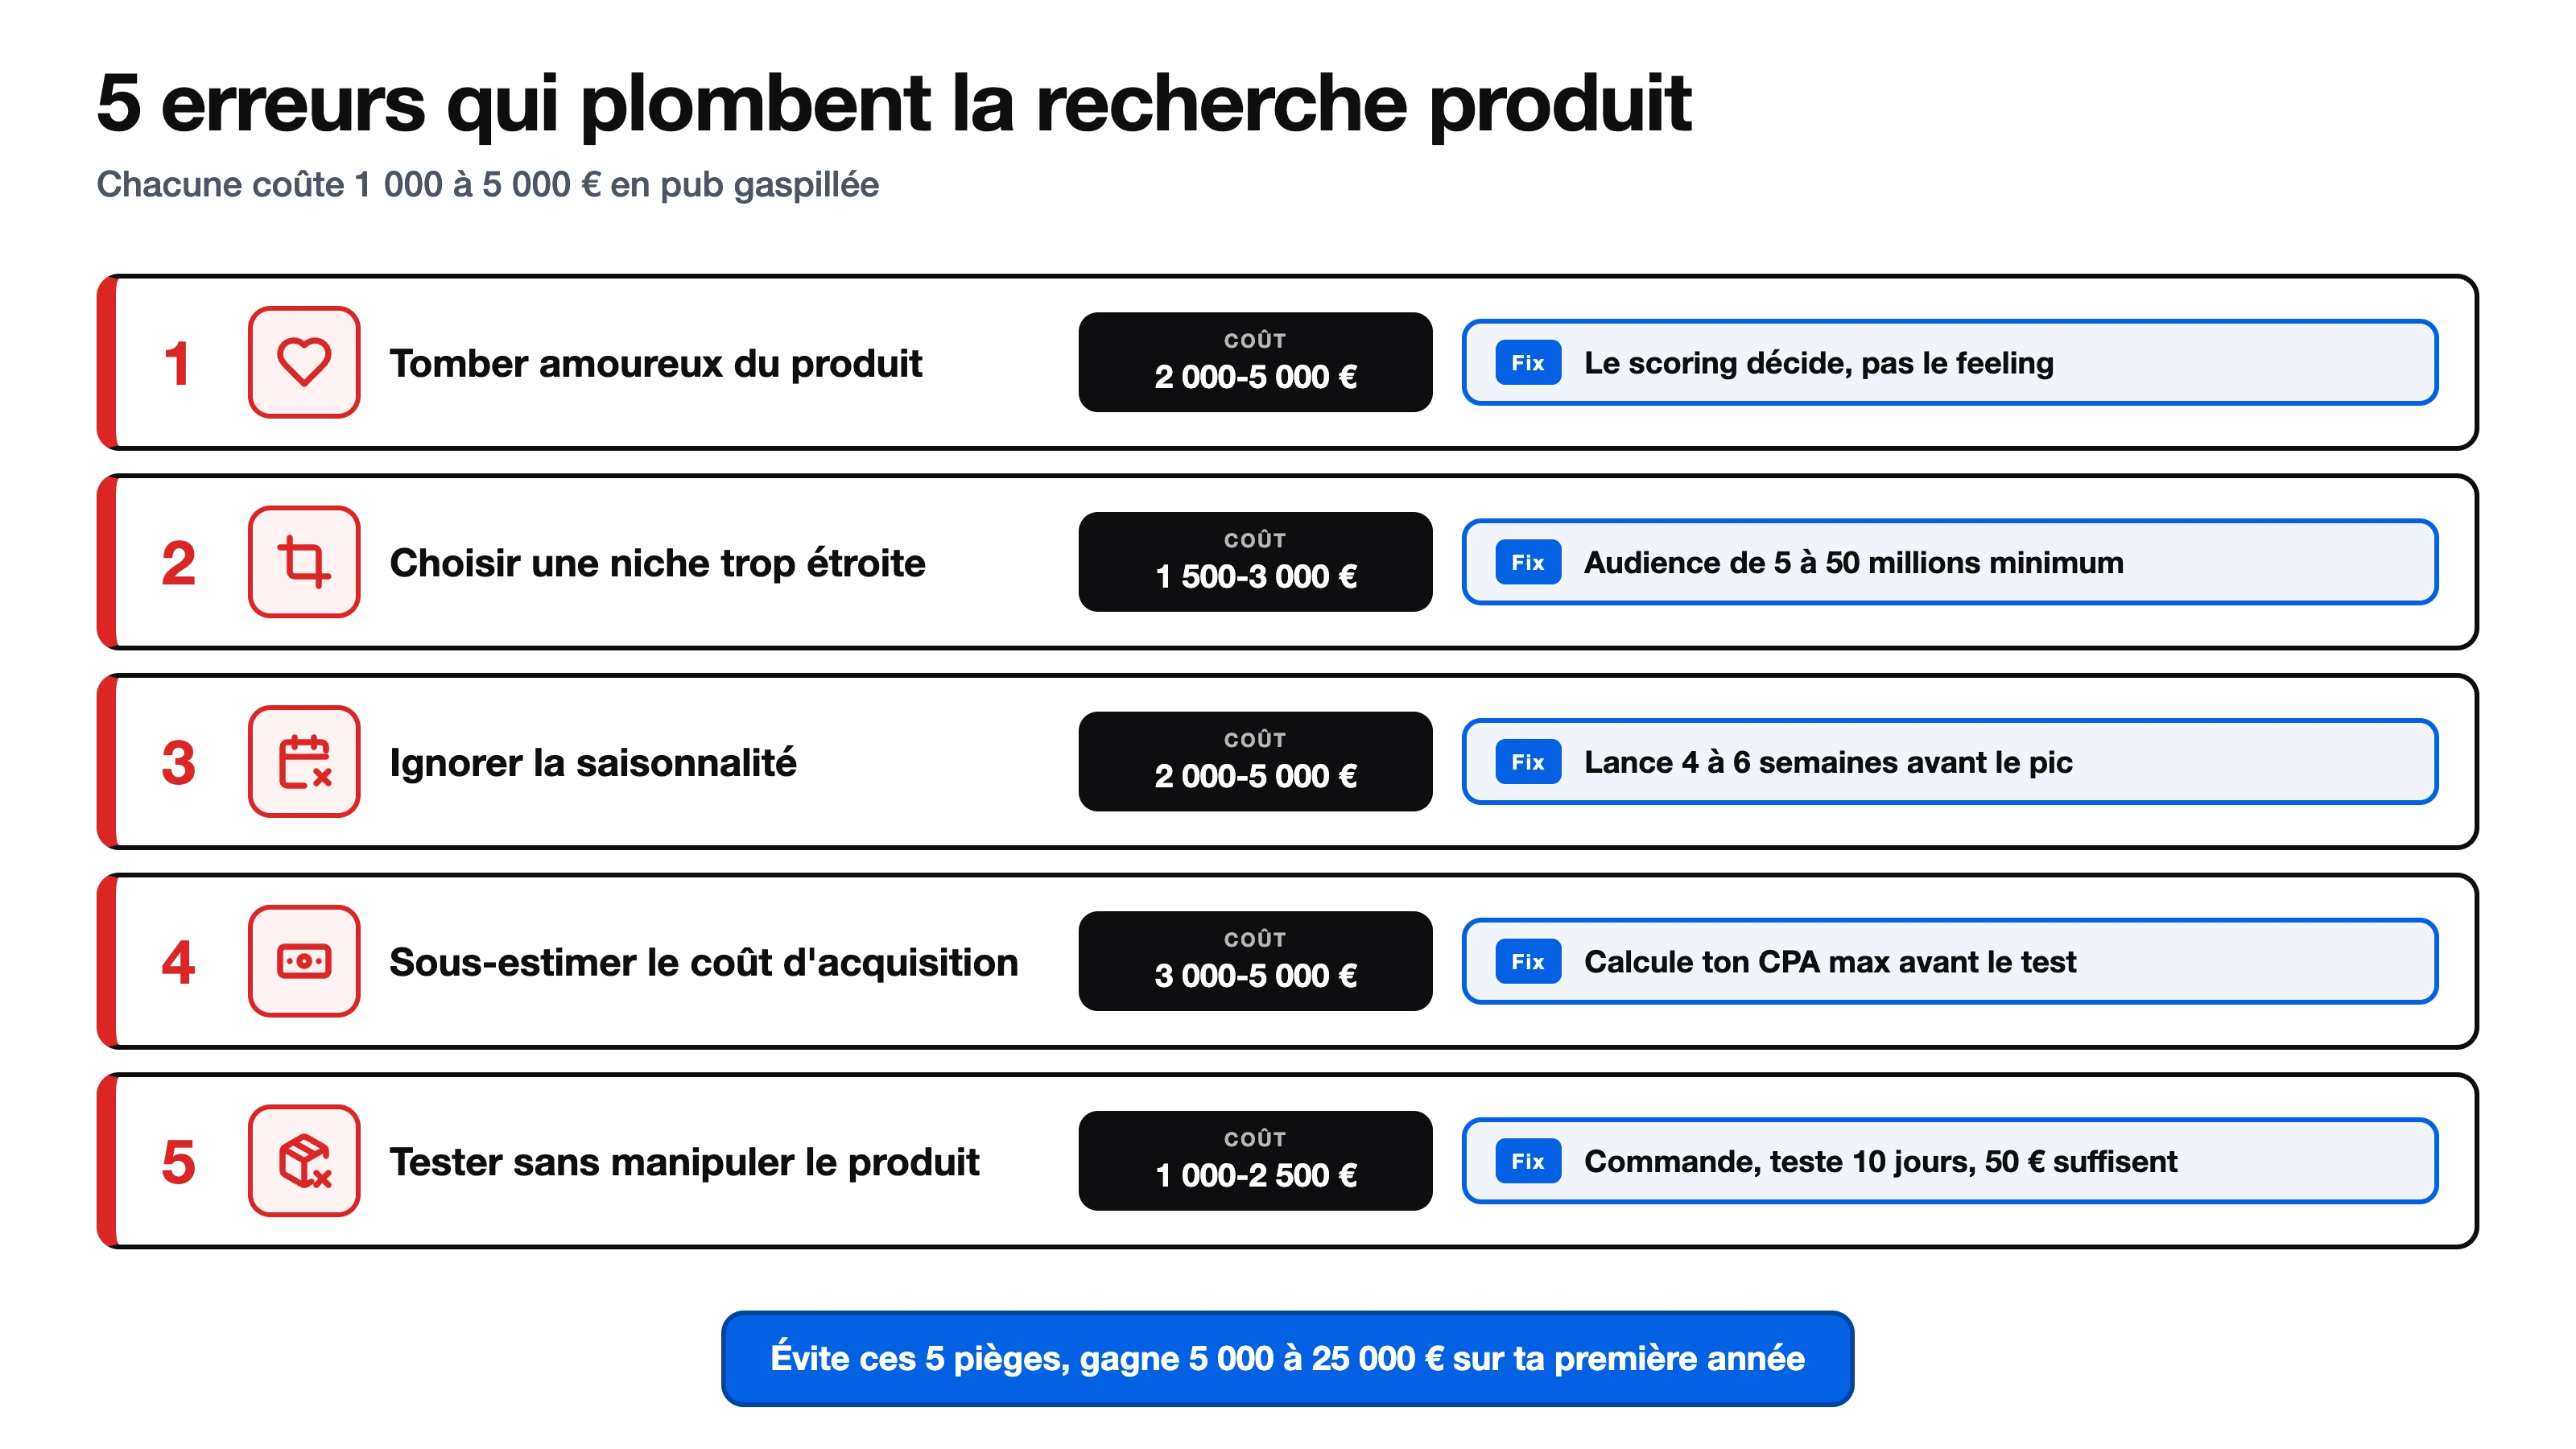 5 erreurs qui plombent la recherche produit
Chacune coûte 1 000 à 5 000 € en pub gaspillée
1
Tomber amoureux du produit
COÛT
2 000-5 000 €
Fix
Le scoring décide, pas le feeling
2
Choisir une niche trop étroite
COÛT
1 500-3 000 €
Fix
Audience de 5 à 50 millions minimum
3
Ignorer la saisonnalité
COÛT
2 000-5 000 €
Fix
Lance 4 à 6 semaines avant le pic
4
Sous-estimer le coût d'acquisition
COÛT
3 000-5 000 €
Fix
Calcule ton CPA max avant le test
5
Tester sans manipuler le produit
COÛT
1 000-2 500 €
Fix
Commande, teste 10 jours, 50 € suffisent
Évite ces 5 pièges, gagne 5 000 à 25 000 € sur ta première année